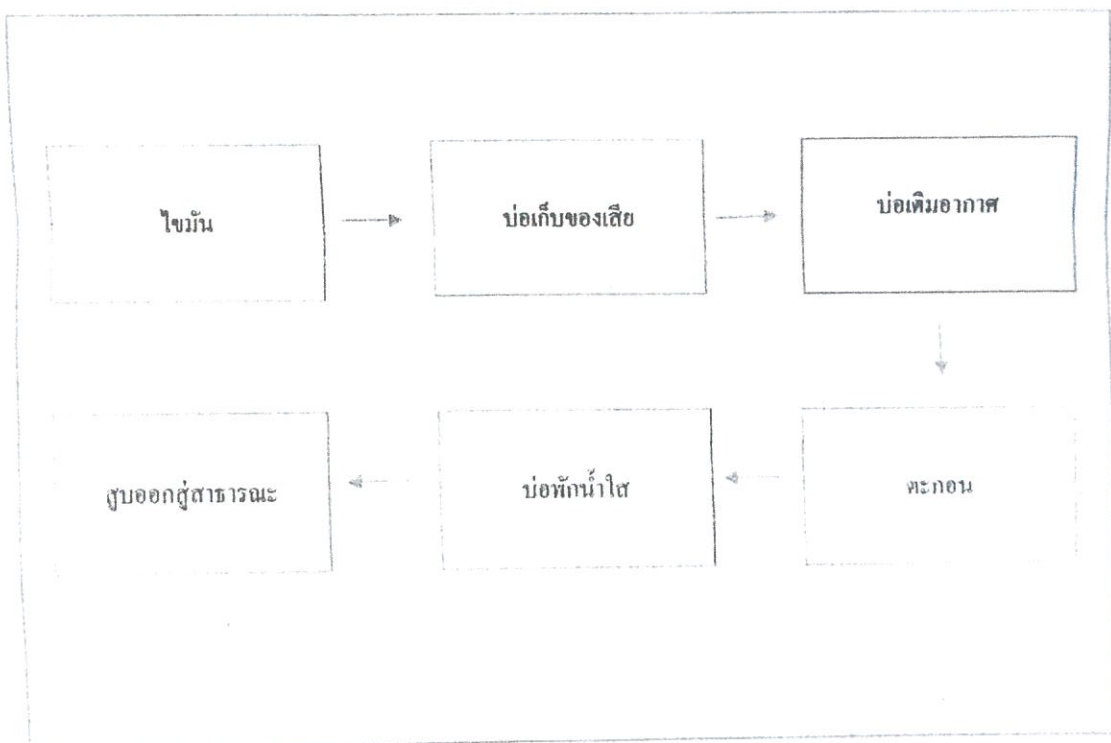 ไขมัน
บ่อเก็บของเสีย
บ่อเติมอากาศ
ตะกอน
บ่อพักน้ำใส
สูบออกสู่สาธารณะ